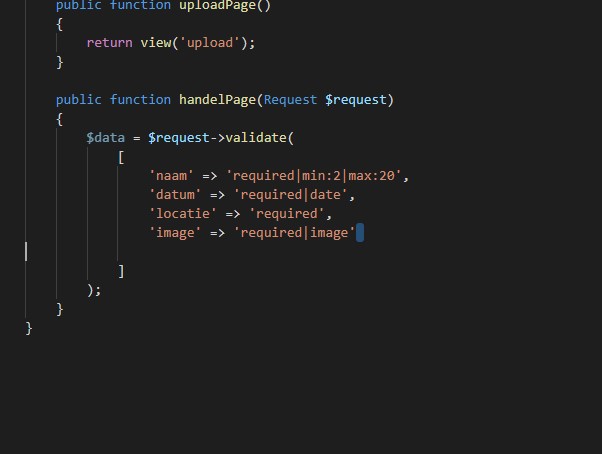 public function uploadPage()
{
return view('upload');
}
public function handelPage(Request $request)
{
$data = $request->validate(
[
'naam' => 'required|min:2|max:20',
'datum' => 'required|date',
'locatie' => 'required',
'image' => 'required|image'
]
);
}
}